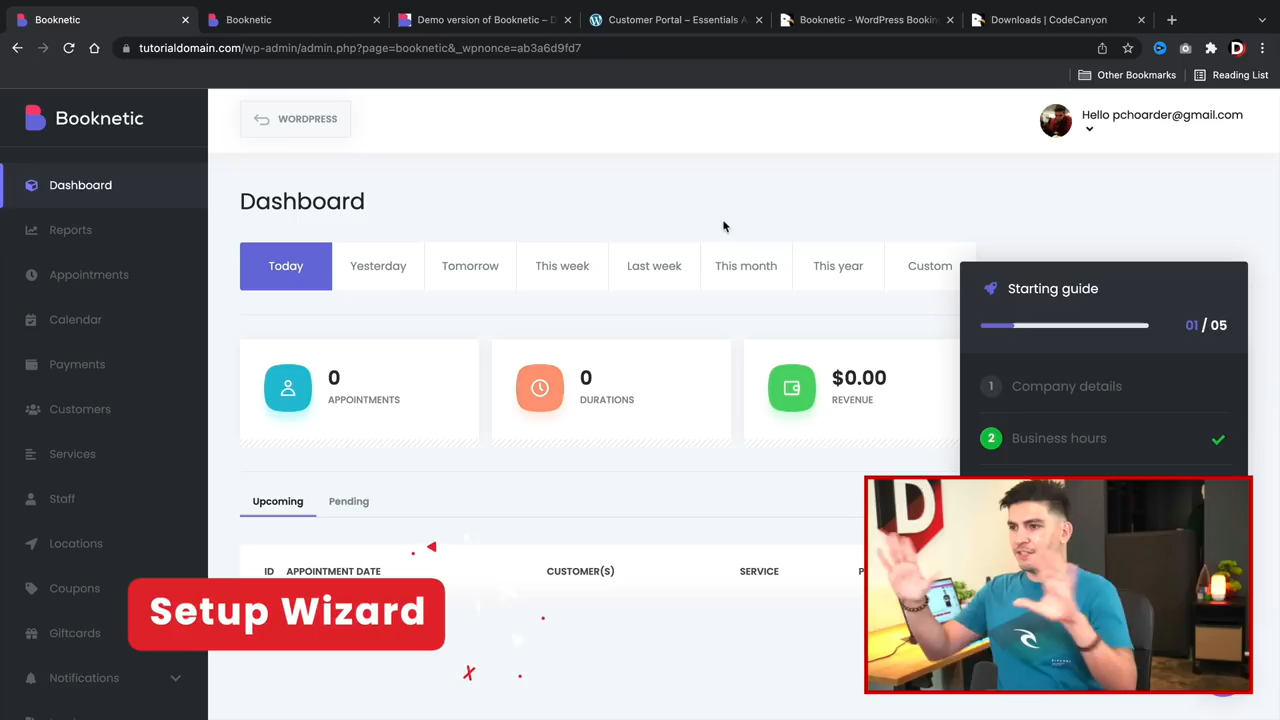 Booknetic
Booknetic
Demo version of Booknetic – D
Customer Portal – Essentials A
Booknetic - WordPress Bookin
Downloads | CodeCanyon
tutorialdomain.com/wp-admin/admin.php?page=booknetic&_wpnonce=ab3a6d9fd7
Other Bookmarks
Reading List
Booknetic
WORDPRESS
Hello pchoarder@gmail.com
Dashboard
Reports
Appointments
Calendar
Payments
Customers
Services
Staff
Locations
Coupons
Giftcards
Notifications
Dashboard
Today
Yesterday
Tomorrow
This week
Last week
This month
This year
Custom
0
APPOINTMENTS
0
DURATIONS
$0.00
REVENUE
Starting guide
01 / 05
1 Company details
2 Business hours
Upcoming
Pending
ID APPOINTMENT DATE CUSTOMER(S) SERVICE
Setup Wizard